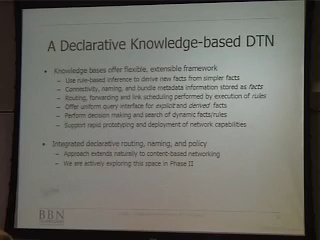 A Declarative Knowledge-based DTN
• Knowledge bases offer flexible, extensible framework
– Use rule-based inference to derive new facts from simpler facts
– Connectivity, naming, and bundle metadata information stored as facts
– Routing, forwarding and link scheduling performed by execution of rules
– Offer uniform query interface for explicit and derived facts
– Perform decision making and search of dynamic facts/rules
– Support rapid prototyping and deployment of network capabilities
• Integrated declarative routing, naming, and policy
– Approach extends naturally to content-based networking
– We are actively exploring this space in Phase II
BBN